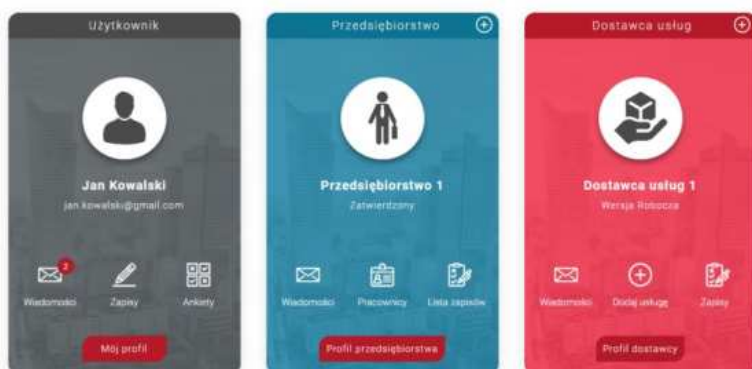 Użytkownik
Jan Kowalski
jan.kowalski@gmail.com
2
Wiadomości
Zapisy
Ankiety
Mój profil
Przedsiębiorstwo
Przedsiębiorstwo 1
Zatwierdzony
Wiadomości
Pracownicy
Lista zapisów
Profil przedsiębiorstwa
Dostawca usług
Dostawca usług 1
Wersja Robocza
Wiadomości
Dodaj usługę
Zapisy
Profil dostawcy